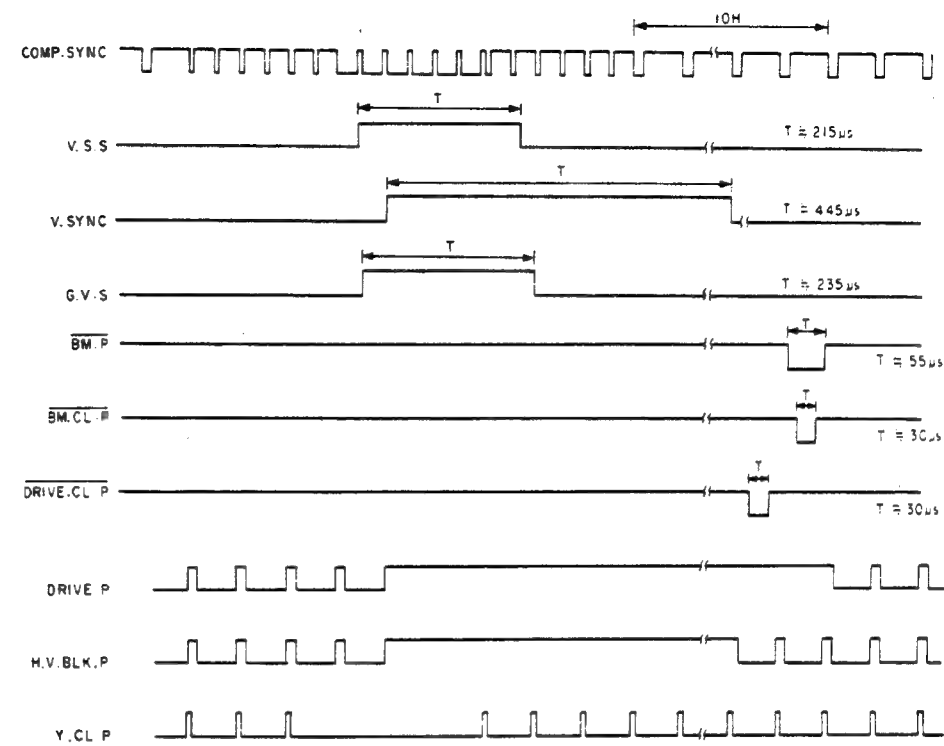 10H
COMP.SYNC
T
V.S.S
T ≒ 215µs
T
V.SYNC
T ≒ 445µs
T
G.V.S
T ≒ 235µs
T
BM.P
T ≒ 55µs
T
BM.CL.P
T ≒ 30µs
T
DRIVE.CL P
T ≒ 30µs
DRIVE P
H.V.BLK.P
Y.CL P